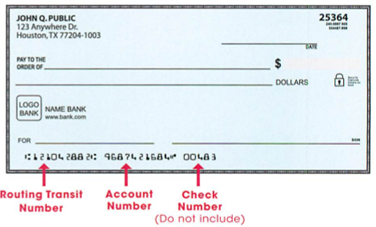 JOHN Q. PUBLIC
123 Anywhere Dr.
Houston, TX 77204-1003
25364
DATE
PAY TO THE
ORDER OF
$
DOLLARS
LOGO
BANK
NAME BANK
www.bank.com
FOR
⑆121042882⑆ 9687421684⑈ 00483
Routing Transit
Number
Account
Number
Check
Number
(Do not include)